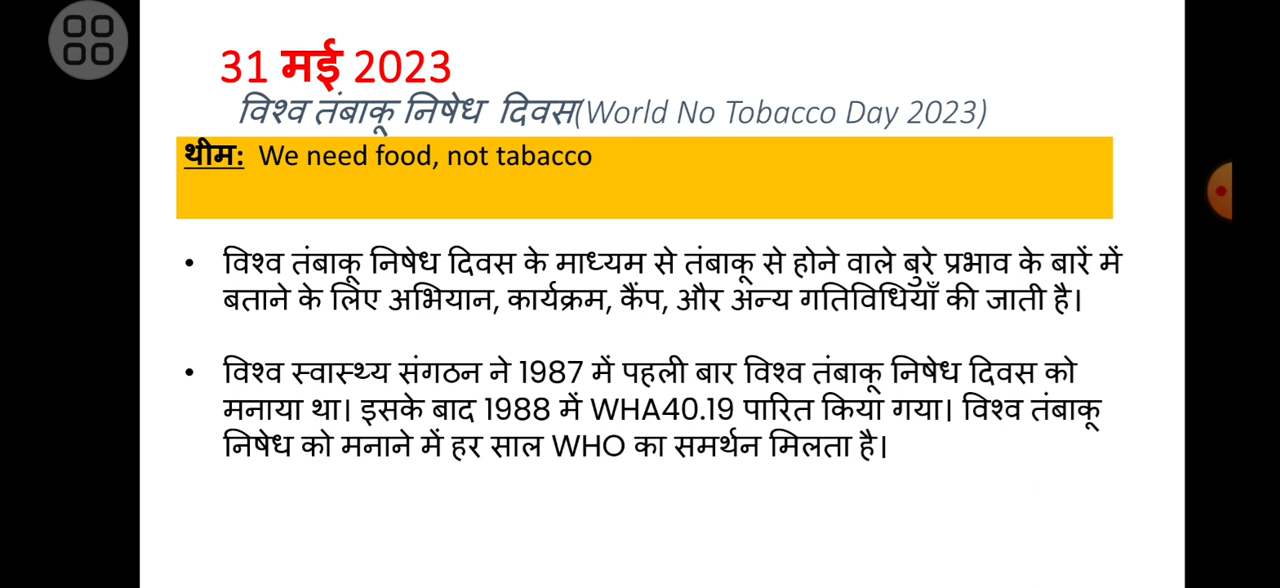 31 मई 2023
विश्व तंबाकू निषेध दिवस(World No Tobacco Day 2023)
थीम: We need food, not tabacco
• विश्व तंबाकू निषेध दिवस के माध्यम से तंबाकू से होने वाले बुरे प्रभाव के बारें में
बताने के लिए अभियान, कार्यक्रम, कैंप, और अन्य गतिविधियाँ की जाती है।
• विश्व स्वास्थ्य संगठन ने 1987 में पहली बार विश्व तंबाकू निषेध दिवस को
मनाया था। इसके बाद 1988 में WHA40.19 पारित किया गया। विश्व तंबाकू
निषेध को मनाने में हर साल WHO का समर्थन मिलता है।